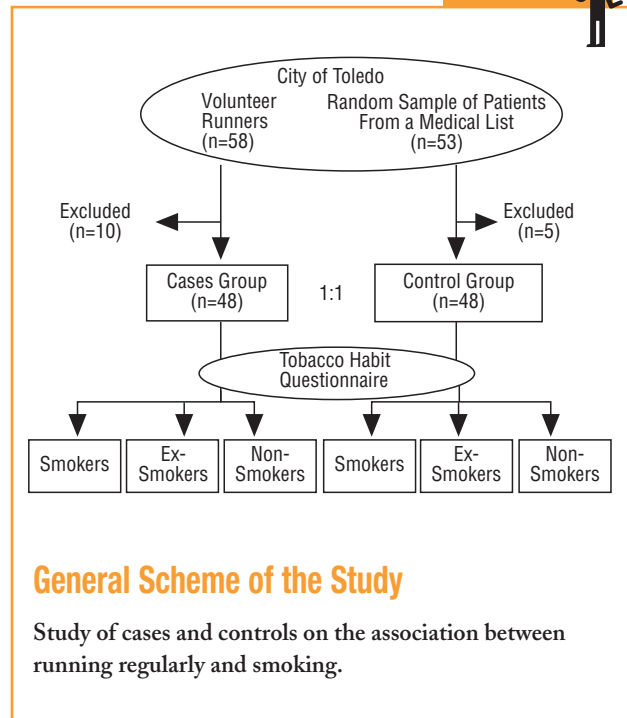 City of Toledo
Volunteer
Runners
(n=58)
Random Sample of Patients
From a Medical List
(n=53)
Excluded
(n=10)
Excluded
(n=5)
Cases Group
(n=48)
1:1
Control Group
(n=48)
Tobacco Habit
Questionnaire
Smokers
Ex-
Smokers
Non-
Smokers
Smokers
Ex-
Smokers
Non-
Smokers
General Scheme of the Study
Study of cases and controls on the association between
running regularly and smoking.